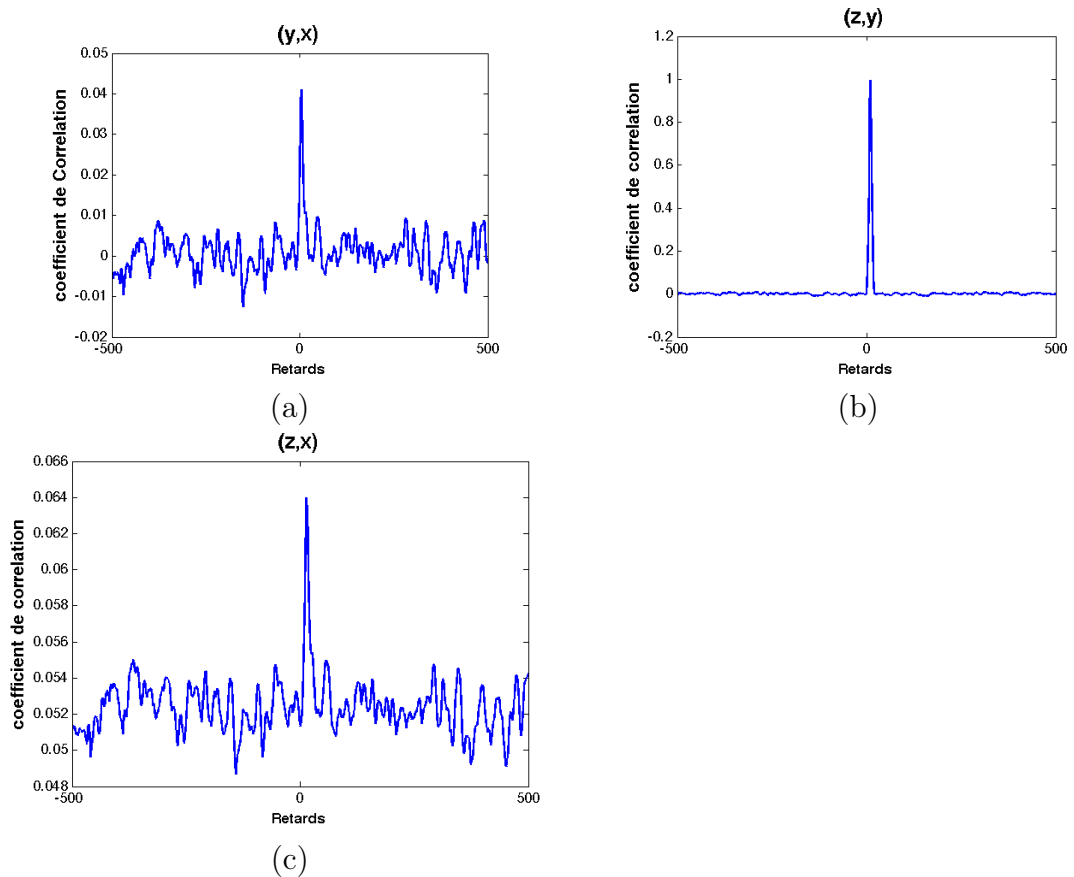 (y,x)
0.05
0.04
0.03
0.02
0.01
0
-0.01
-0.02
coefficient de Correlation
-500
0
500
Retards
(a)
(z,y)
1.2
1
0.8
0.6
0.4
0.2
0
-0.2
coefficient de correlation
-500
0
500
Retards
(b)
(z,x)
0.066
0.064
0.062
0.06
0.058
0.056
0.054
0.052
0.05
0.048
coefficient de correlation
-500
0
500
Retards
(c)